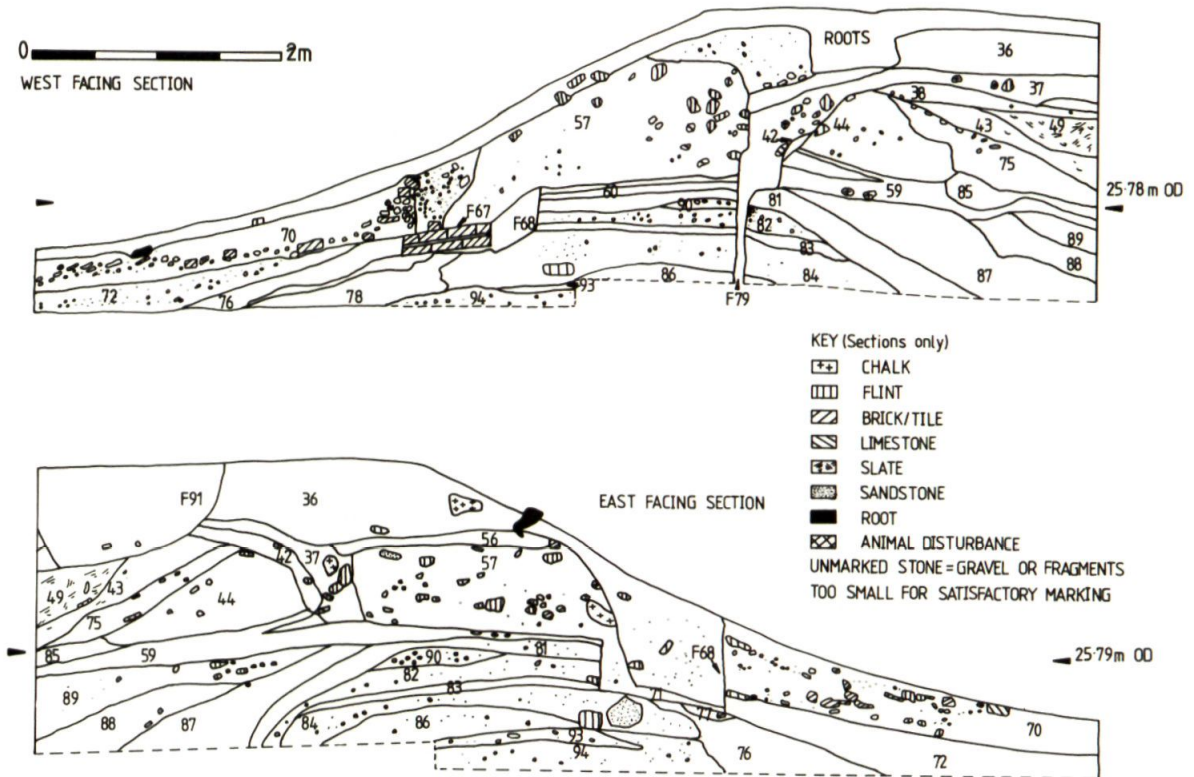 0 2m
WEST FACING SECTION
ROOTS
36
37
38
57
42
44
43
49
75
60
59
85
25·78 m OD
F67
F68
90
81
82
83
89
88
70
72
76
78
94
93
86
F79
84
87
KEY (Sections only)
CHALK
FLINT
BRICK/TILE
LIMESTONE
SLATE
SANDSTONE
ROOT
ANIMAL DISTURBANCE
UNMARKED STONE = GRAVEL OR FRAGMENTS
TOO SMALL FOR SATISFACTORY MARKING
EAST FACING SECTION
F91
36
56
42
37
57
49
43
44
75
85
59
81
90
82
83
F68
25·79m OD
89
88
87
84
86
71
77
93
94
76
72
70